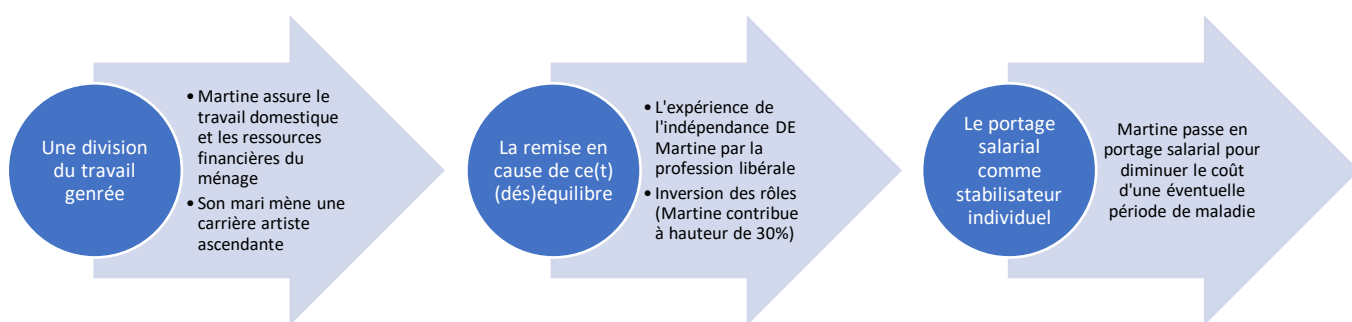 Une division
du travail
genrée
• Martine assure le
travail domestique
et les ressources
financières du
ménage
• Son mari mène une
carrière artiste
ascendante
La remise en
cause de ce(t)
(dés)équilibre
• L'expérience de
l'indépendance DE
Martine par la
profession libérale
• Inversion des rôles
(Martine contribue
à hauteur de 30%)
Le portage
salarial
comme
stabilisateur
individuel
Martine passe en
portage salarial pour
diminuer le coût
d'une éventuelle
période de maladie